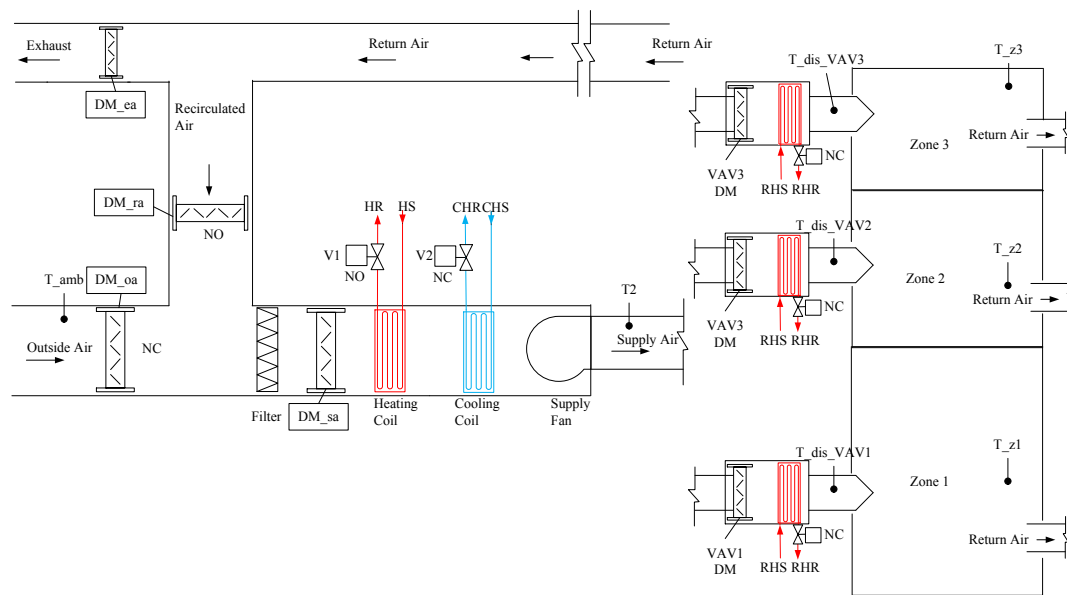 Exhaust
Return Air
Return Air
DM_ea
Recirculated
Air
DM_ra
NO
HR
HS
CHR
CHS
V1
NO
V2
NC
T_amb
DM_oa
Outside Air
NC
Filter
DM_sa
Heating
Coil
Cooling
Coil
Supply
Fan
T2
Supply Air
T_dis_VAV3
T_z3
VAV3
DM
NC
RHS
RHR
Zone 3
Return Air
T_dis_VAV2
T_z2
VAV3
DM
NC
RHS
RHR
Zone 2
Return Air
T_dis_VAV1
T_z1
VAV1
DM
NC
RHS
RHR
Zone 1
Return Air